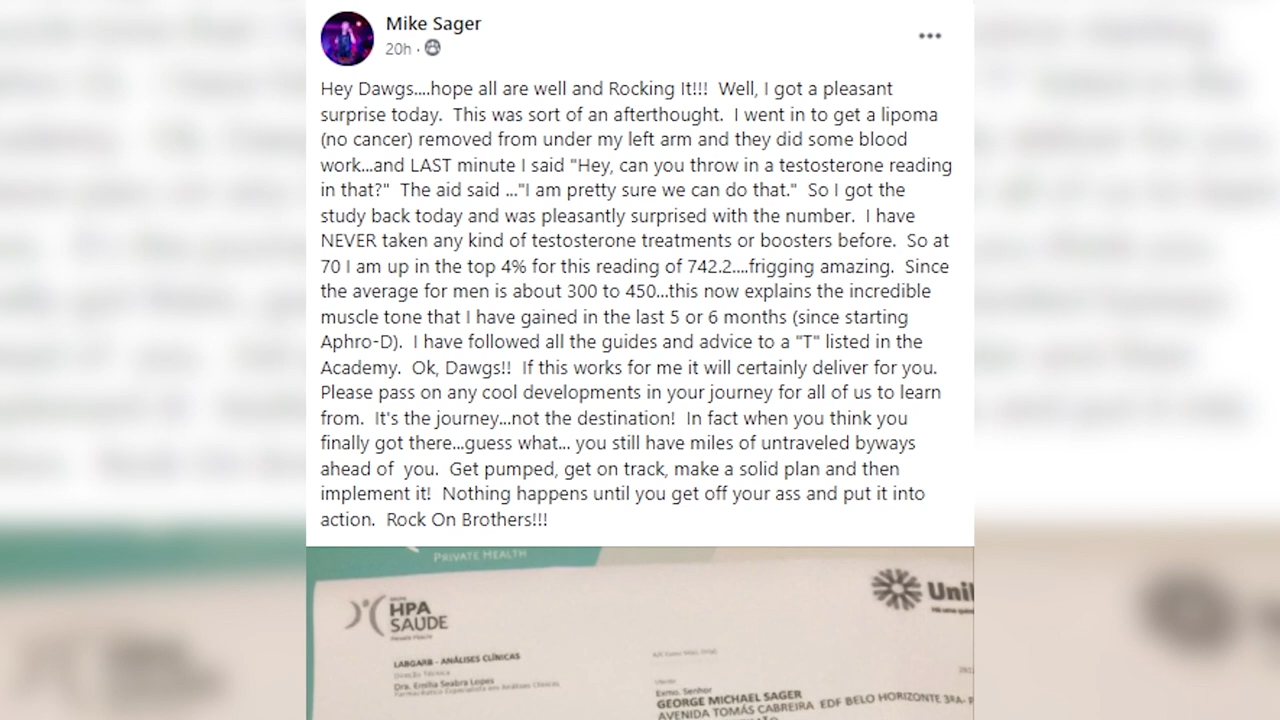 Mike Sager
20h ·
Hey Dawgs....hope all are well and Rocking It!!! Well, I got a pleasant
surprise today. This was sort of an afterthought. I went in to get a lipoma
(no cancer) removed from under my left arm and they did some blood
work...and LAST minute I said "Hey, can you throw in a testosterone reading
in that?" The aid said ..."I am pretty sure we can do that." So I got the
study back today and was pleasantly surprised with the number. I have
NEVER taken any kind of testosterone treatments or boosters before. So at
70 I am up in the top 4% for this reading of 742.2....frigging amazing. Since
the average for men is about 300 to 450...this now explains the incredible
muscle tone that I have gained in the last 5 or 6 months (since starting
Aphro-D). I have followed all the guides and advice to a "T" listed in the
Academy. Ok, Dawgs!! If this works for me it will certainly deliver for you.
Please pass on any cool developments in your journey for all of us to learn
from. It's the journey...not the destination! In fact when you think you
finally got there...guess what... you still have miles of untraveled byways
ahead of you. Get pumped, get on track, make a solid plan and then
implement it! Nothing happens until you get off your ass and put it into
action. Rock On Brothers!!!
PRIVATE HEALTH
HPA
SAÚDE
Unil
LABGARB - ANÁLISES CLÍNICAS
Direção Técnica
Dra. Emília Seabra Lopes
Farmacêutica Especialista em Análises Clínicas
Exmo. Senhor
GEORGE MICHAEL SAGER
AVENIDA TOMÁS CABREIRA EDF BELO HORIZONTE 3RA-